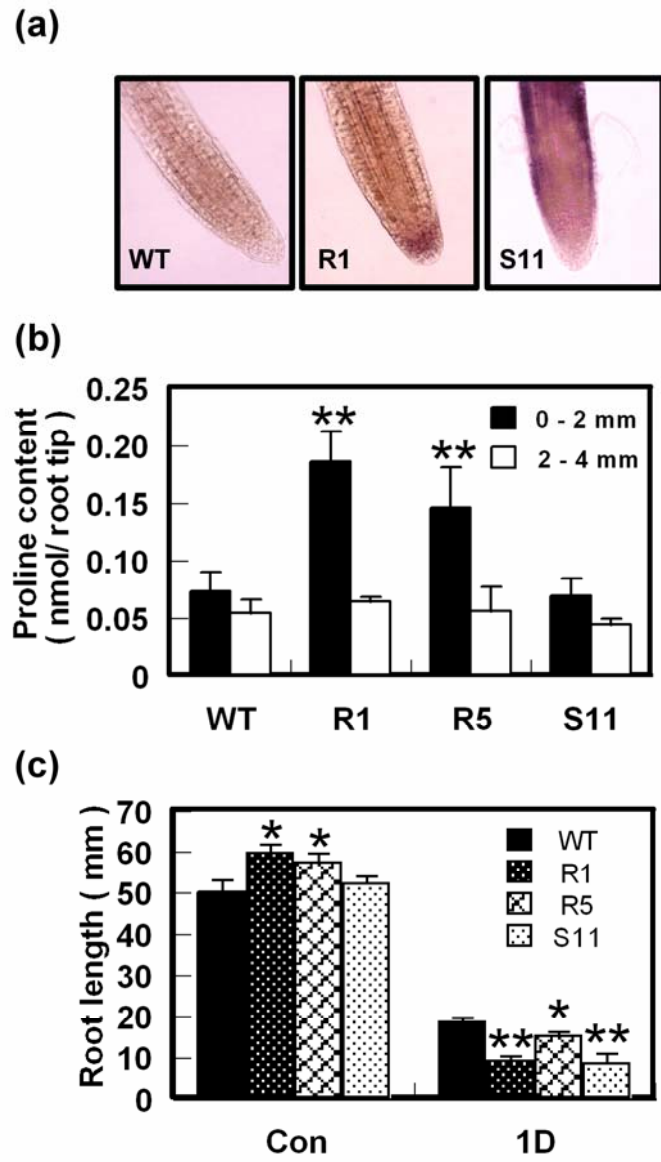 (a)
WT
R1
S11
(b)
Proline content
( nmol/ root tip )
0.25
0.20
0.15
0.10
0.05
0
**
**
0 - 2 mm
2 - 4 mm
WT R1 R5 S11
(c)
Root length ( mm )
70
60
50
40
30
20
10
0
* *
** * **
WT
R1
R5
S11
Con 1D